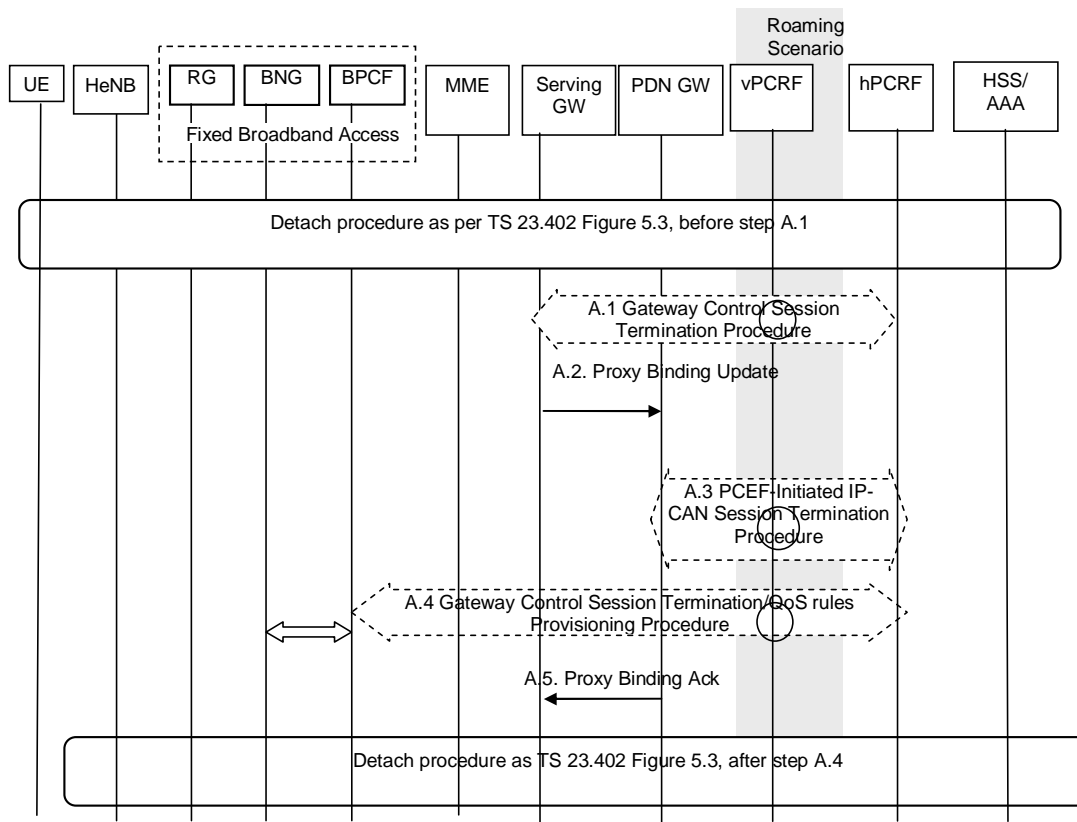 Roaming
Scenario
UE
HeNB
RG
BNG
BPCF
Fixed Broadband Access
MME
Serving
GW
PDN GW
vPCRF
hPCRF
HSS/
AAA
Detach procedure as per TS 23.402 Figure 5.3, before step A.1
A.1 Gateway Control Session
Termination Procedure
A.2. Proxy Binding Update
A.3 PCEF-Initiated IP-
CAN Session Termination
Procedure
A.4 Gateway Control Session Termination/QoS rules
Provisioning Procedure
A.5. Proxy Binding Ack
Detach procedure as TS 23.402 Figure 5.3, after step A.4